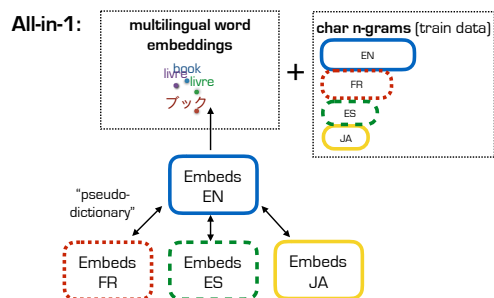 All-in-1:
multilingual word
embeddings
book
livre
livre
ブック
+
char n-grams (train data)
EN
FR
ES
JA
Embeds
EN
"pseudo-
dictionary"
Embeds
FR
Embeds
ES
Embeds
JA